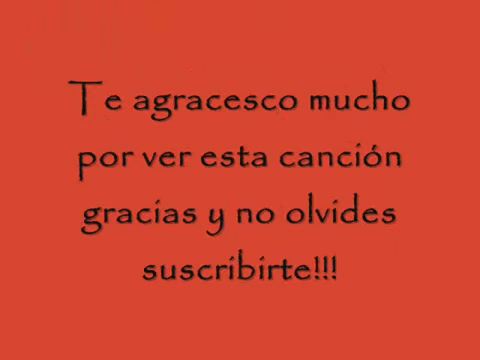 Te agracesco mucho
por ver esta canción
gracias y no olvides
suscribirte!!!